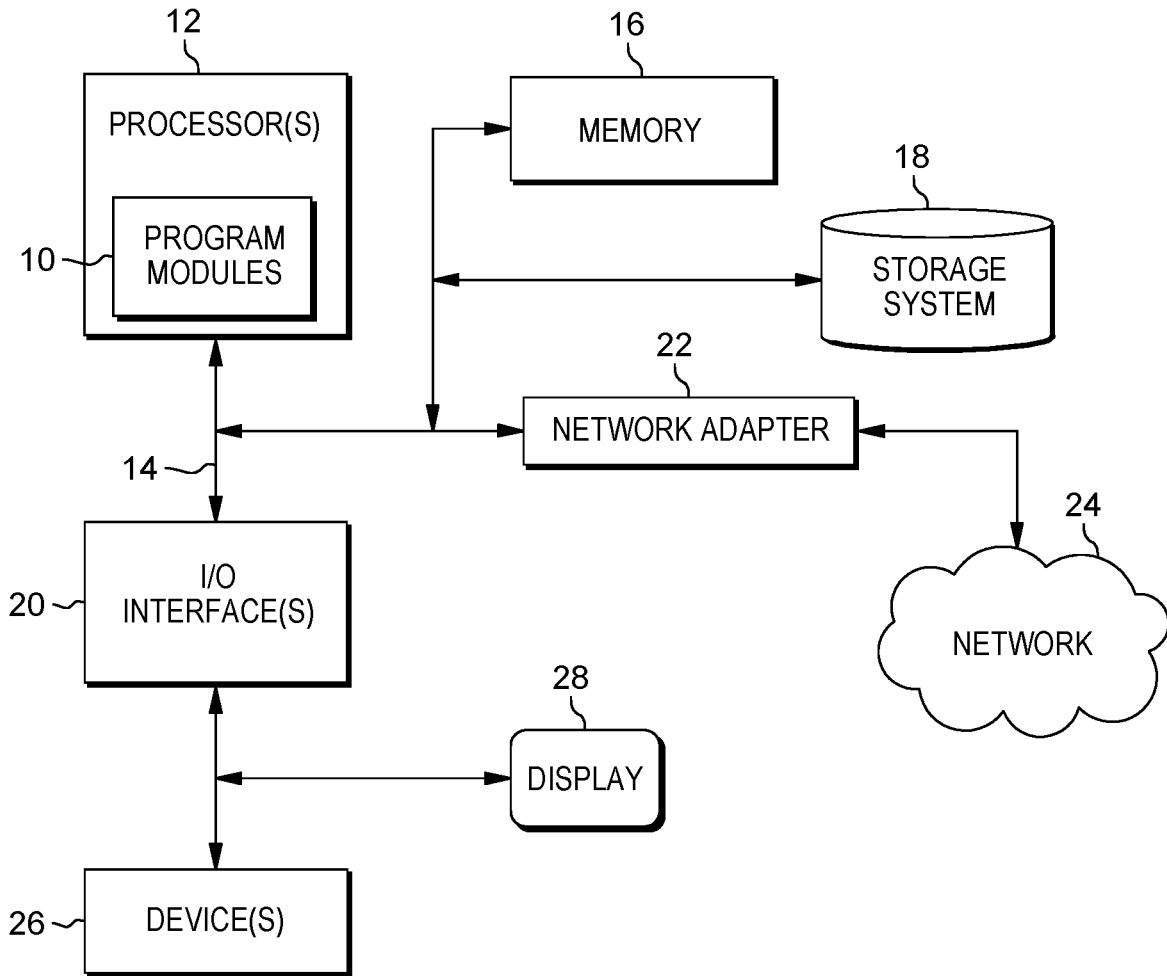 12
PROCESSOR(S)
10
PROGRAM
MODULES
16
MEMORY
18
STORAGE
SYSTEM
22
NETWORK ADAPTER
14
24
NETWORK
20
I/O
INTERFACE(S)
28
DISPLAY
26
DEVICE(S)